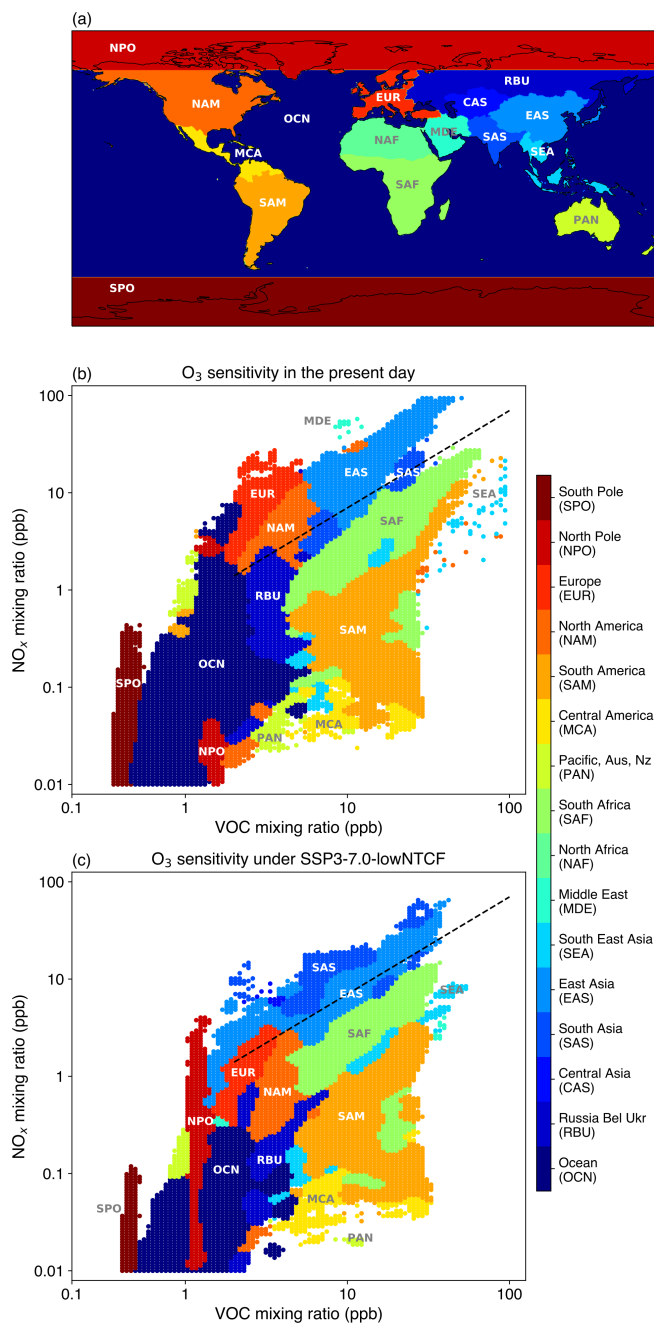 (a)
NPO
RBU
EUR
CAS
NAM
OCN
EAS
MDE
NAF
SAS
MCA
SEA
SAF
SAM
PAN
SPO
(b)
O3 sensitivity in the present day
100
10
1
0.1
0.01
NOx mixing ratio (ppb)
MDE
EAS
SAS
EUR
SEA
SAF
NAM
RBU
SAM
OCN
SPO
MCA
PAN
NPO
0.1
1
10
100
VOC mixing ratio (ppb)
(c)
O3 sensitivity under SSP3-7.0-lowNTCF
100
10
1
0.1
0.01
NOx mixing ratio (ppb)
SAS
EAS
SEA
SAF
EUR
NAM
NPO
SAM
OCN
RBU
MCA
SPO
PAN
0.1
1
10
100
VOC mixing ratio (ppb)
South Pole
(SPO)
North Pole
(NPO)
Europe
(EUR)
North America
(NAM)
South America
(SAM)
Central America
(MCA)
Pacific, Aus, Nz
(PAN)
South Africa
(SAF)
North Africa
(NAF)
Middle East
(MDE)
South East Asia
(SEA)
East Asia
(EAS)
South Asia
(SAS)
Central Asia
(CAS)
Russia Bel Ukr
(RBU)
Ocean
(OCN)